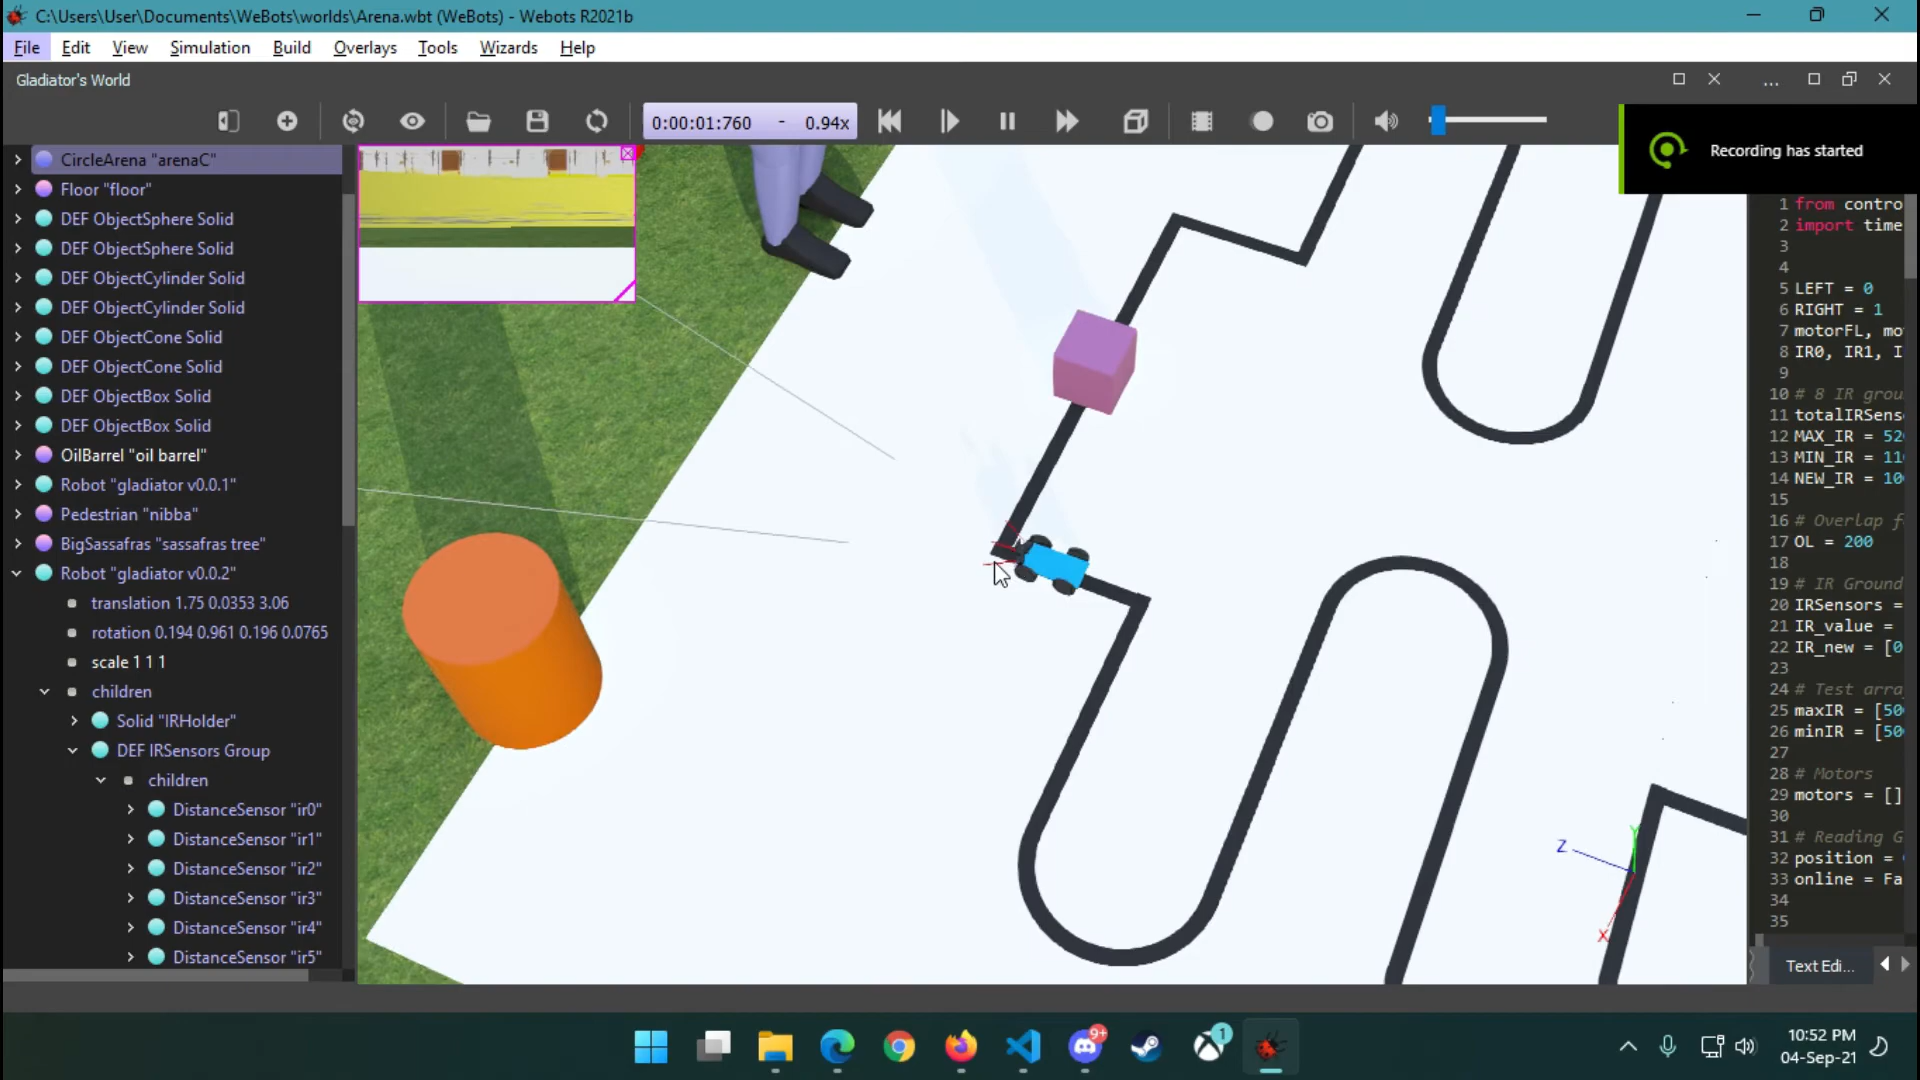 C:\Users\User\Documents\WeBots\worlds\Arena.wbt (WeBots) - Webots R2021b
File Edit View Simulation Build Overlays Tools Wizards Help
Gladiator's World
0:00:01:760 - 0.94x
Recording has started
CircleArena "arenaC"
Floor "floor"
DEF ObjectSphere Solid
DEF ObjectSphere Solid
DEF ObjectCylinder Solid
DEF ObjectCylinder Solid
DEF ObjectCone Solid
DEF ObjectCone Solid
DEF ObjectBox Solid
DEF ObjectBox Solid
OilBarrel "oil barrel"
Robot "gladiator v0.0.1"
Pedestrian "nibba"
BigSassafras "sassafras tree"
Robot "gladiator v0.0.2"
translation 1.75 0.0353 3.06
rotation 0.194 0.961 0.196 0.0765
scale 1 1 1
children
Solid "IRHolder"
DEF IRSensors Group
children
DistanceSensor "ir0"
DistanceSensor "ir1"
DistanceSensor "ir2"
DistanceSensor "ir3"
DistanceSensor "ir4"
DistanceSensor "ir5"
Z
Y
X
1 from contro
2 import time
3
4
5 LEFT = 0
6 RIGHT = 1
7 motorFL, mo
8 IR0, IR1, I
9
10 # 8 IR grou
11 totalIRSens
12 MAX_IR = 52
13 MIN_IR = 11
14 NEW_IR = 10
15
16 # Overlap f
17 OL = 200
18
19 # IR Ground
20 IRSensors =
21 IR_value =
22 IR_new = [0
23
24 # Test arra
25 maxIR = [50
26 minIR = [50
27
28 # Motors
29 motors = []
30
31 # Reading G
32 position =
33 online = Fa
34
35
Text Edi...
9+
1
10:52 PM
04-Sep-21